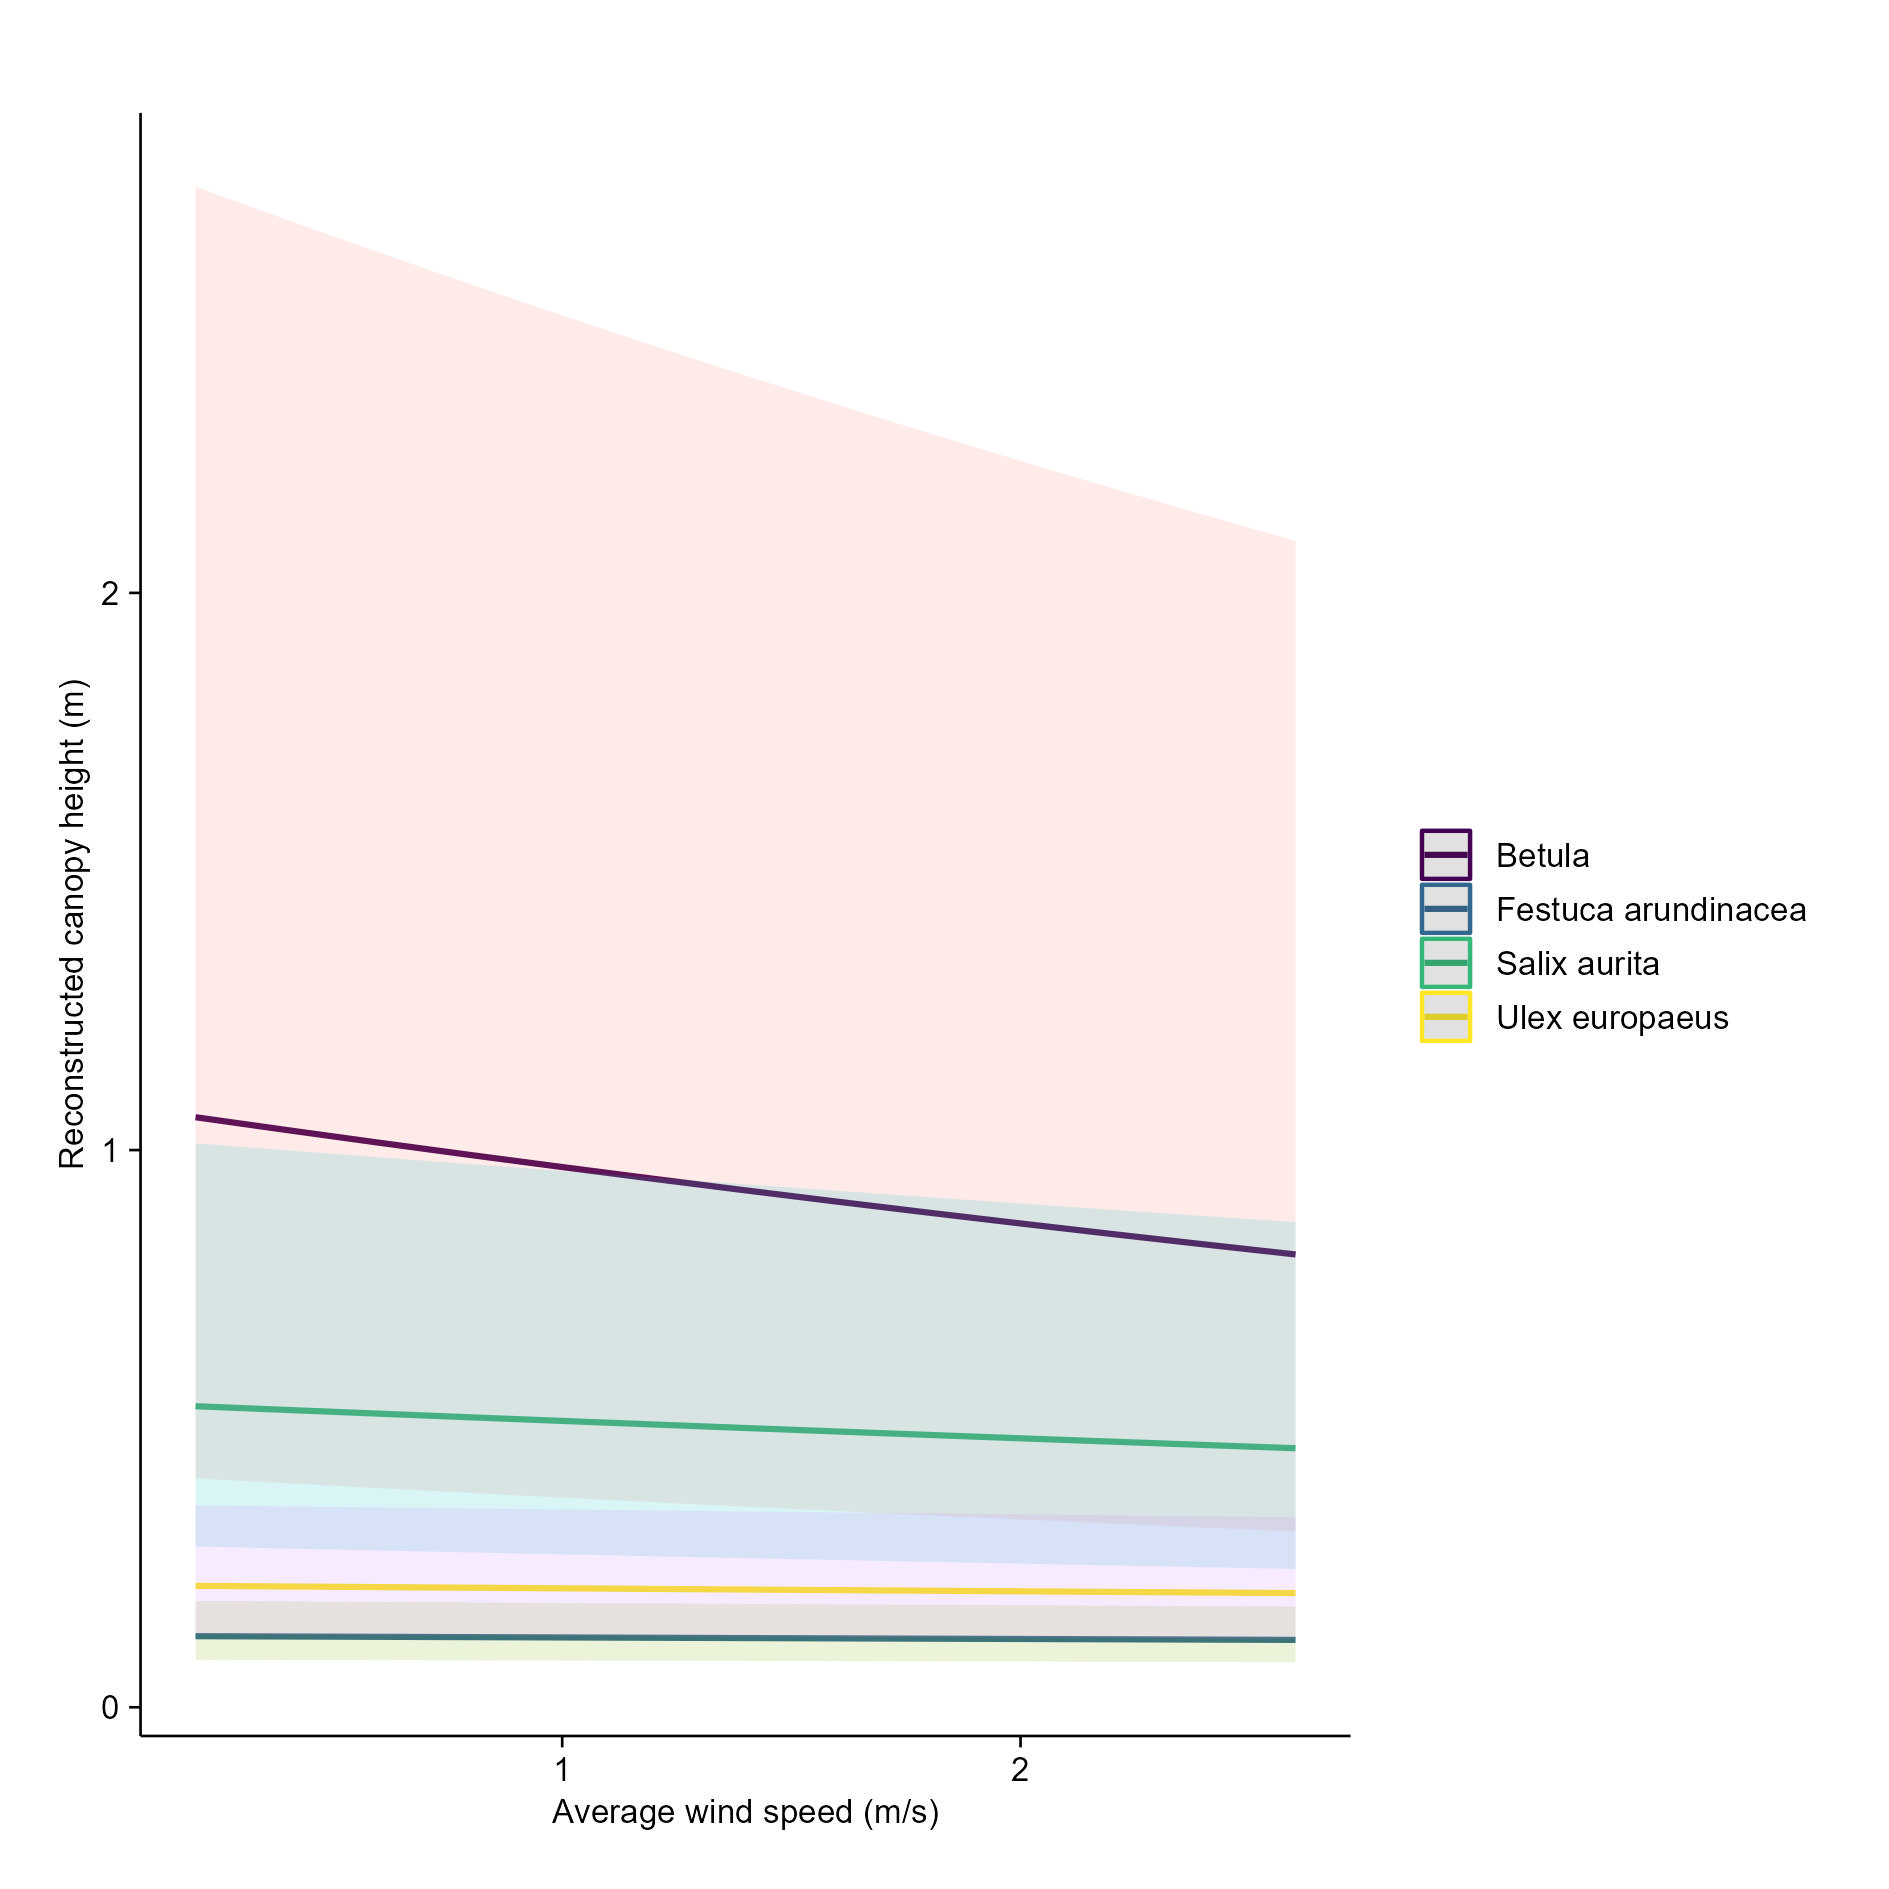 Reconstructed canopy height (m)
2
1
0
1 2
Average wind speed (m/s)
Betula
Festuca arundinacea
Salix aurita
Ulex europaeus